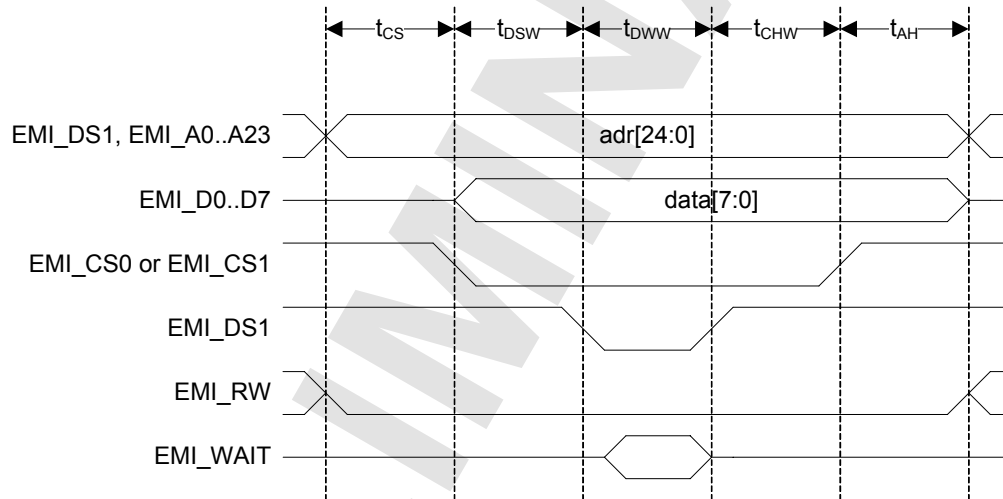 tCS tDSW tDWW tCHW tAH
EMI_DS1, EMI_A0..A23 adr[24:0]
EMI_D0..D7 data[7:0]
EMI_CS0 or EMI_CS1
EMI_DS1
EMI_RW
EMI_WAIT